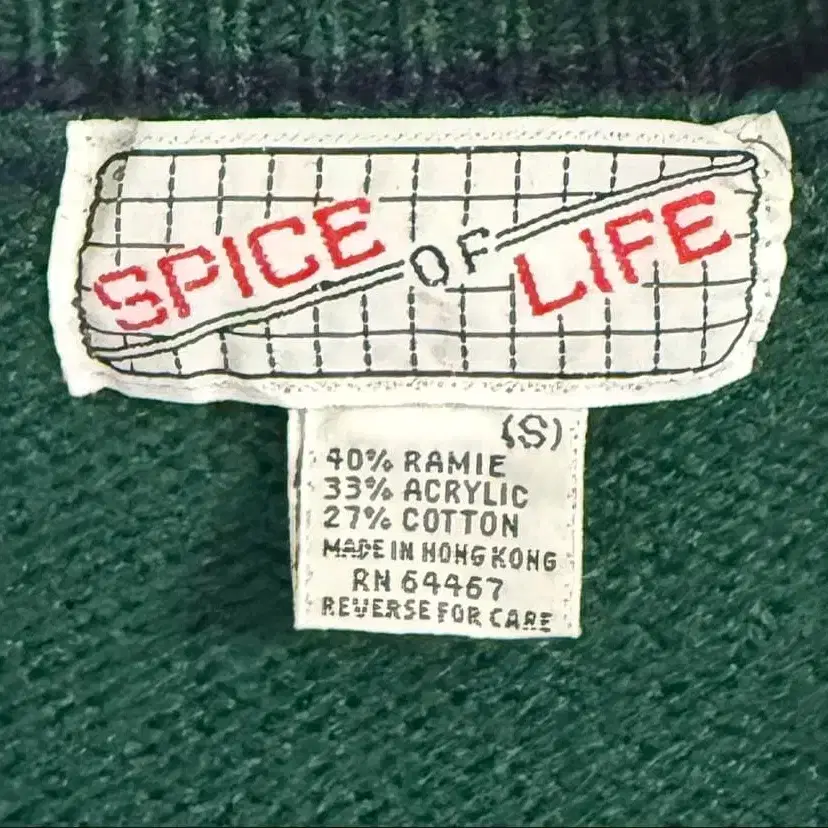 SPICE OF LIFE
(S)
40% RAMIE
33% ACRYLIC
27% COTTON
MADE IN HONG KONG
RN 64467
REVERSE FOR CARE